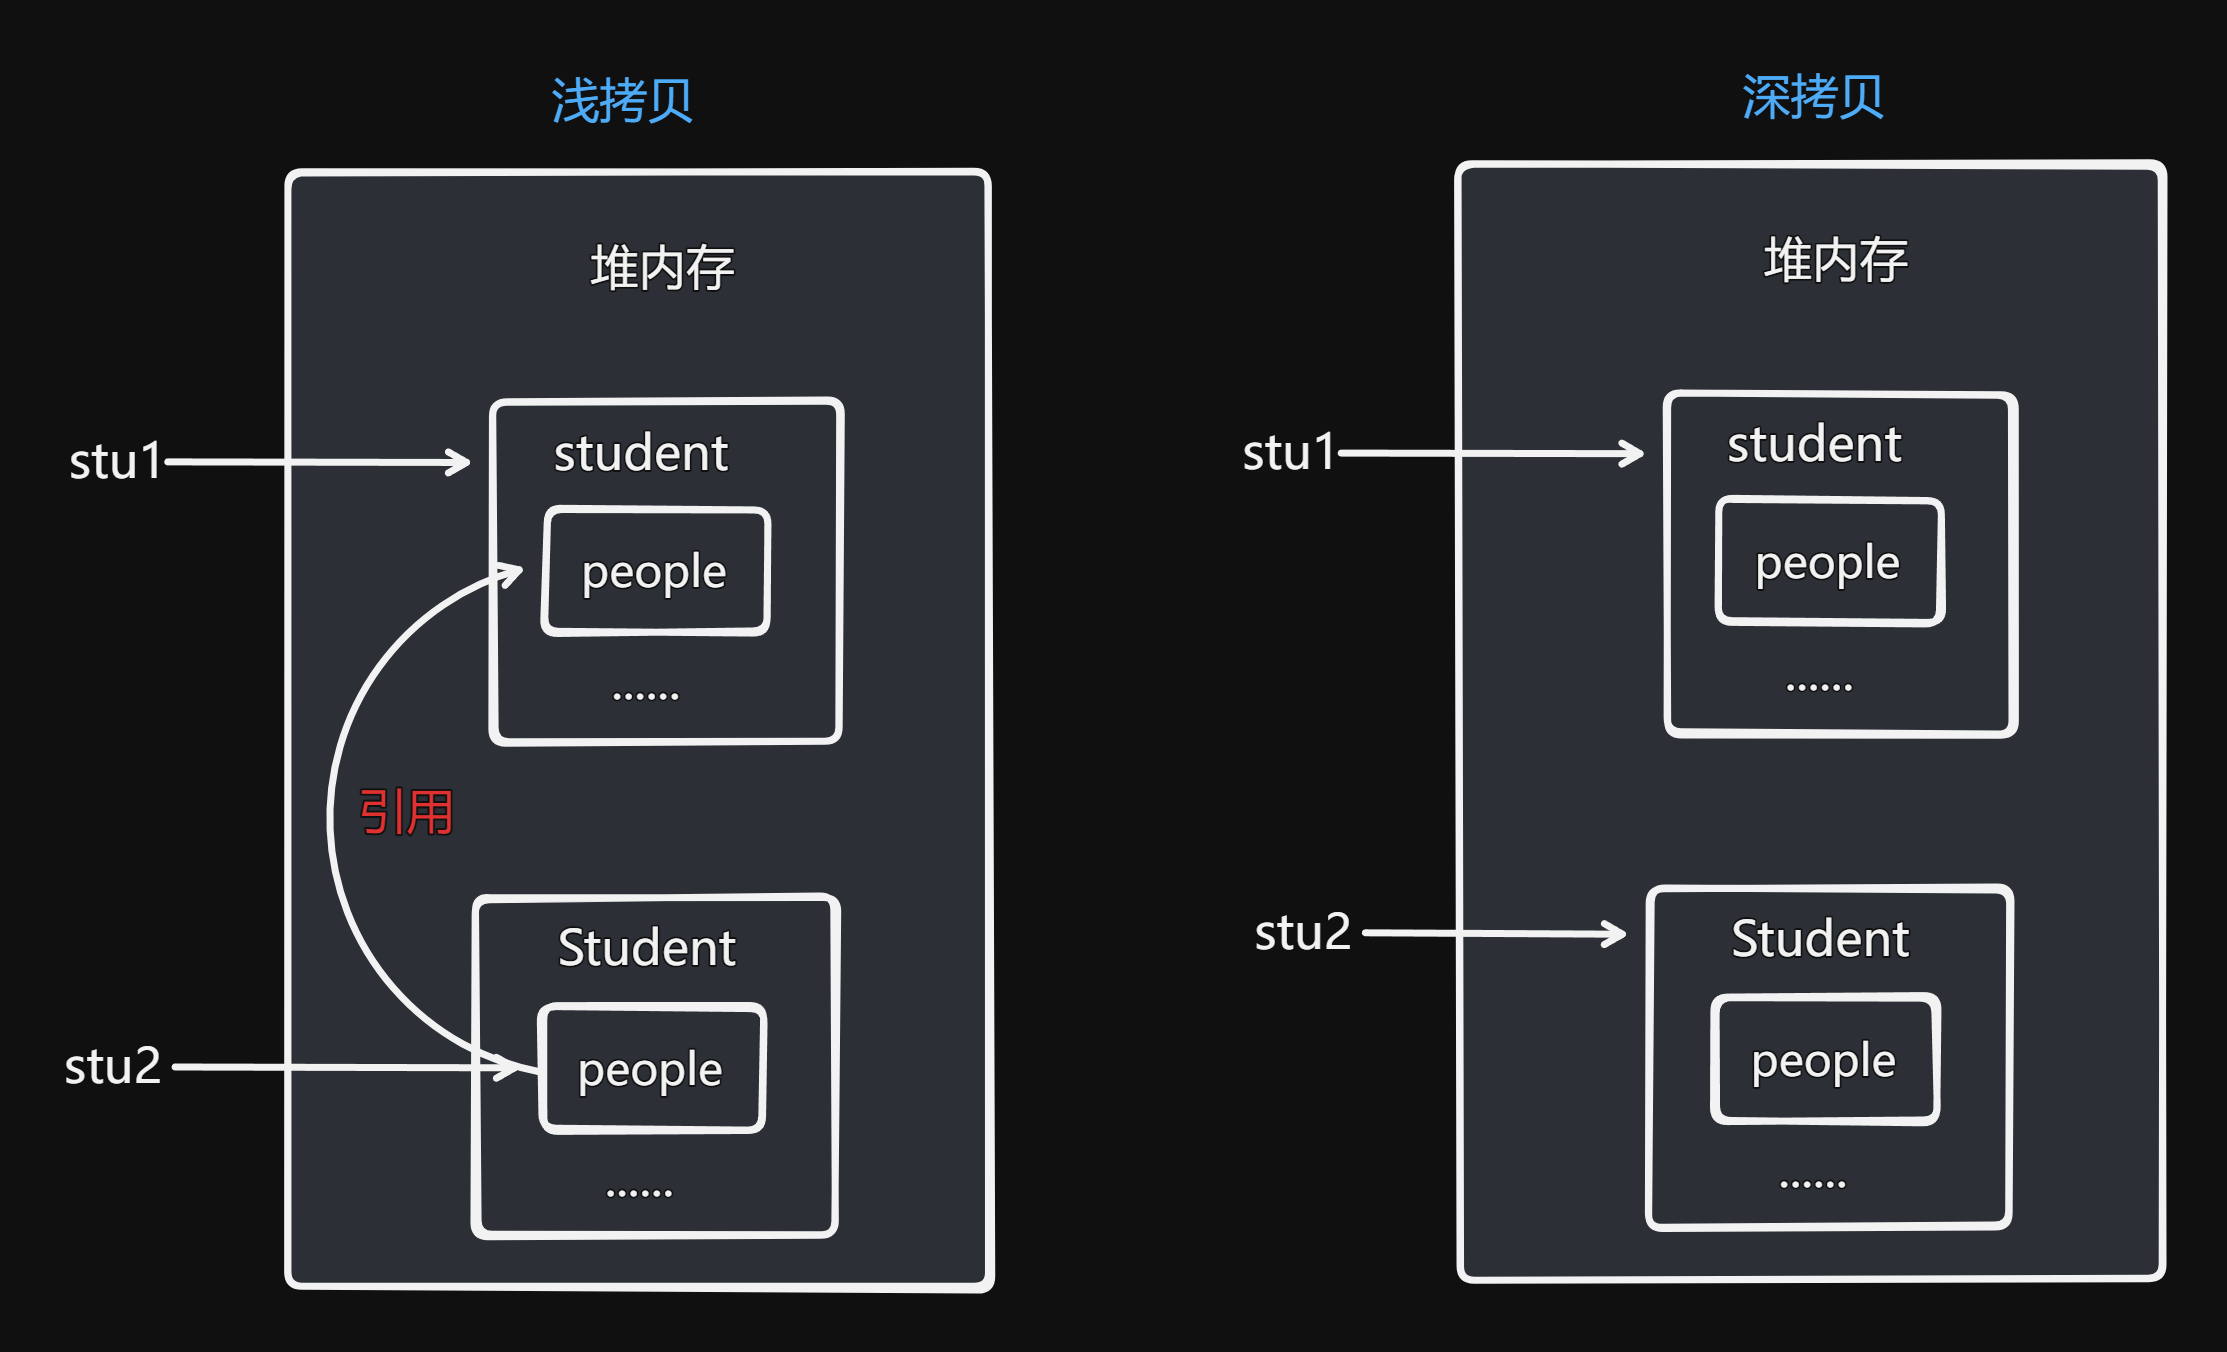 浅拷贝
堆内存
stu1
student
people
......
引用
Student
stu2
people
......
深拷贝
堆内存
stu1
student
people
......
stu2
Student
people
......